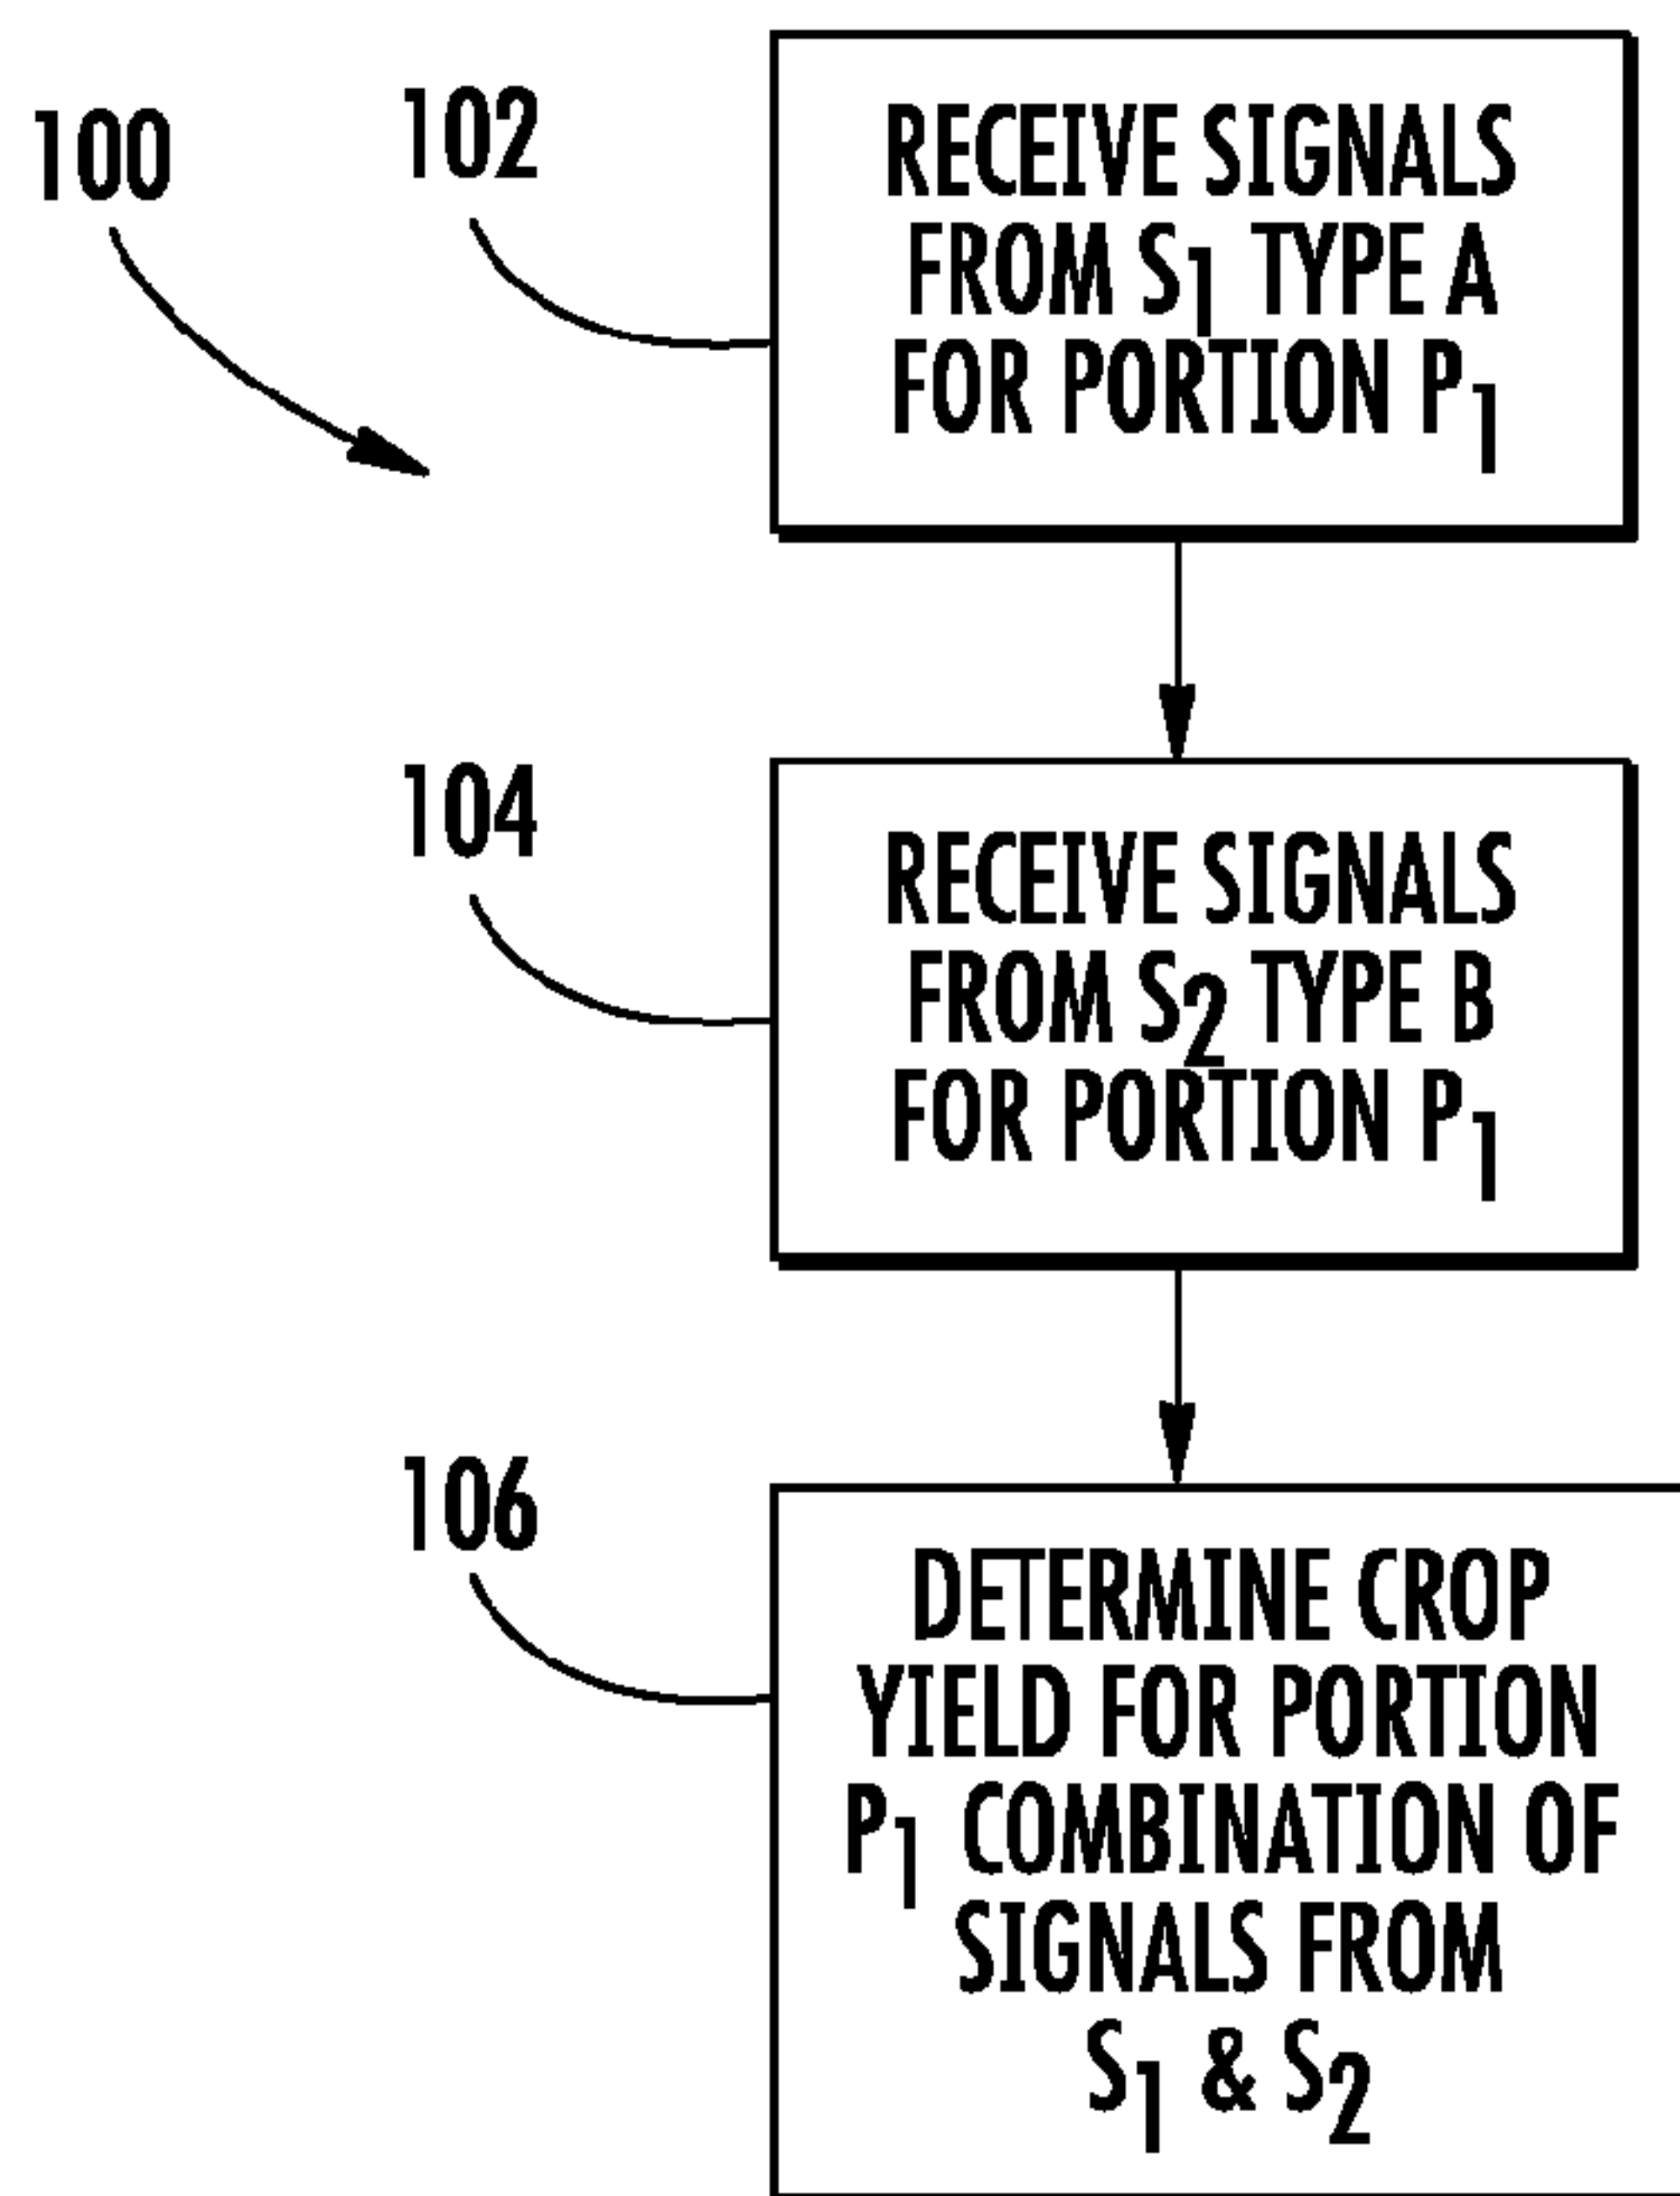 100
102
RECEIVE SIGNALS
FROM S₁ TYPE A
FOR PORTION P₁
104
RECEIVE SIGNALS
FROM S₂ TYPE B
FOR PORTION P₁
106
DETERMINE CROP
YIELD FOR PORTION
P₁ COMBINATION OF
SIGNALS FROM
S₁ & S₂